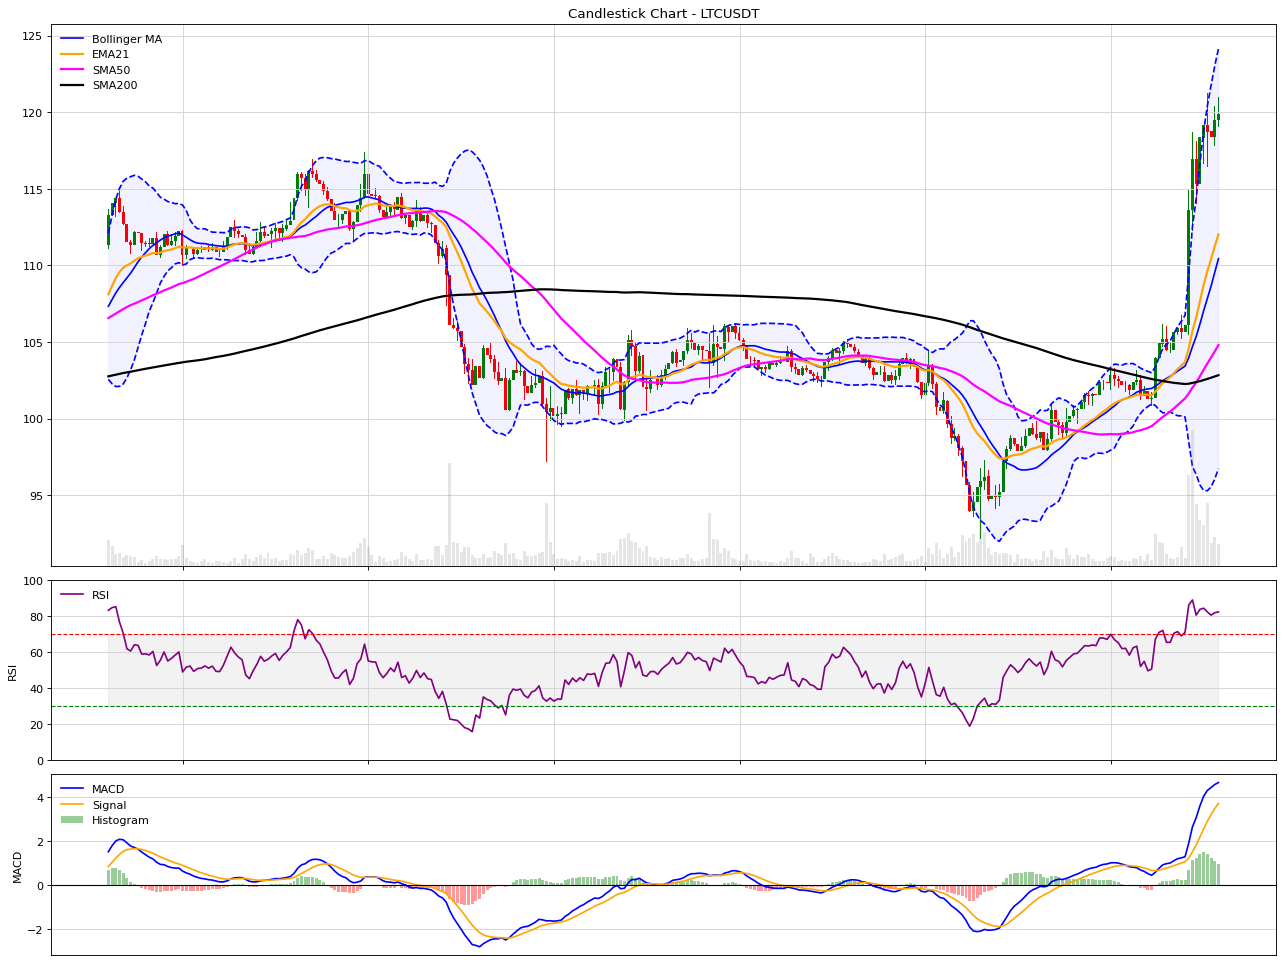 Candlestick Chart - LTCUSDT
Bollinger MA
EMA21
SMA50
SMA200
125
120
115
110
105
100
95
RSI
100
80
60
40
20
0
RSI
MACD
Signal
Histogram
4
2
0
−2
MACD